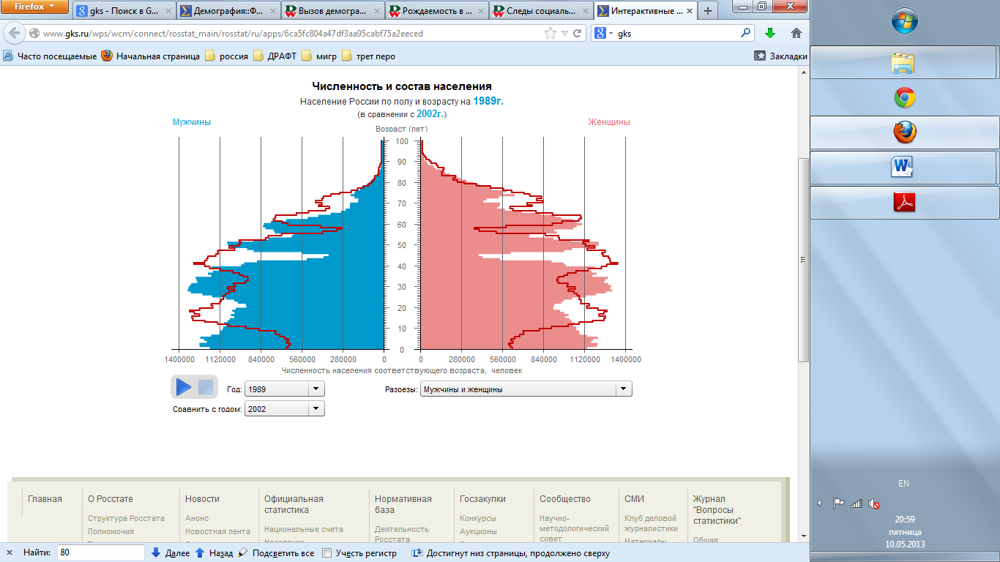 Firefox
gks - Поиск в G...
Демография::Ф...
Вызов демогра...
Рождаемость в ...
Следы социаль...
Интерактивные ...
www.gks.ru/wps/wcm/connect/rosstat_main/rosstat/ru/apps/6ca5fc804a47df3aa95cabf75a2eeced
gks
Часто посещаемые
Начальная страница
россия
ДРАФТ
мигр
трет перо
Закладки
Численность и состав населения
Население России по полу и возрасту на 1989г.
(в сравнении с 2002г.)
Мужчины
Женщины
Возраст (лет)
100
90
80
70
60
50
40
30
20
10
0
1400000 1120000 840000 560000 280000 0
0 280000 560000 840000 1120000 1400000
Численность населения соответствующего возраста, человек
Год: 1989
Разрезы: Мужчины и женщины
Сравнить с годом: 2002
Главная
О Росстате
Структура Росстата
Полномочия
Новости
Анонс
Новостная лента
Официальная
статистика
Национальные счета
Нормативная
база
Деятельность
Росстата
Госзакупки
Конкурсы
Аукционы
Сообщество
Научно-
методологический
совет
СМИ
Клуб деловой
журналистики
Материалы
Журнал
"Вопросы
статистики"
Общая
Найти: 80
Далее
Назад
Подсветить все
Учесть регистр
Достигнут низ страницы, продолжено сверху
EN
20:59
пятница
10.05.2013